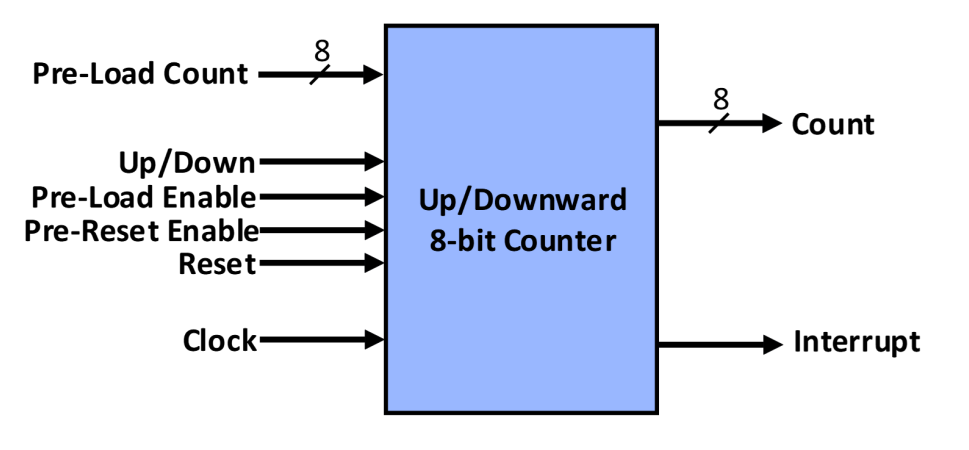 Pre-Load Count
8
Up/Down
Pre-Load Enable
Pre-Reset Enable
Reset
Clock
Up/Downward
8-bit Counter
8
Count
Interrupt